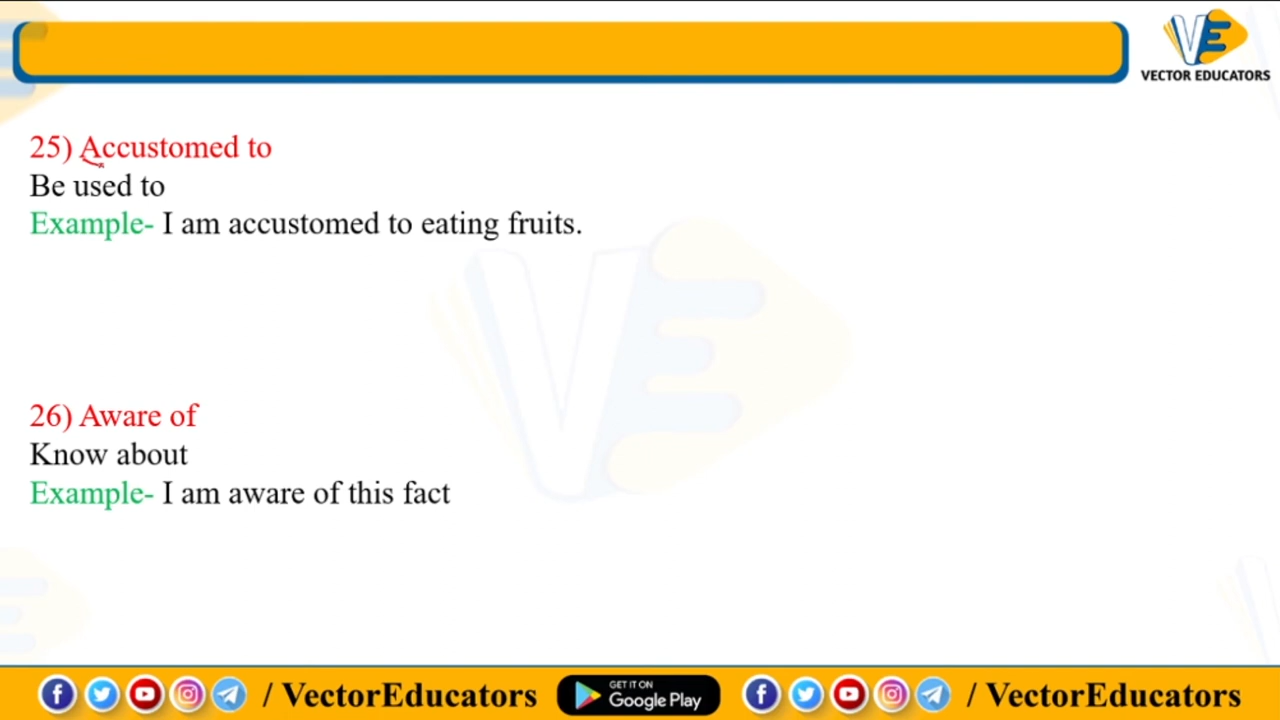 VECTOR EDUCATORS
25) Accustomed to
Be used to
Example- I am accustomed to eating fruits.
26) Aware of
Know about
Example- I am aware of this fact
/ VectorEducators
GET IT ON
Google Play
/ VectorEducators